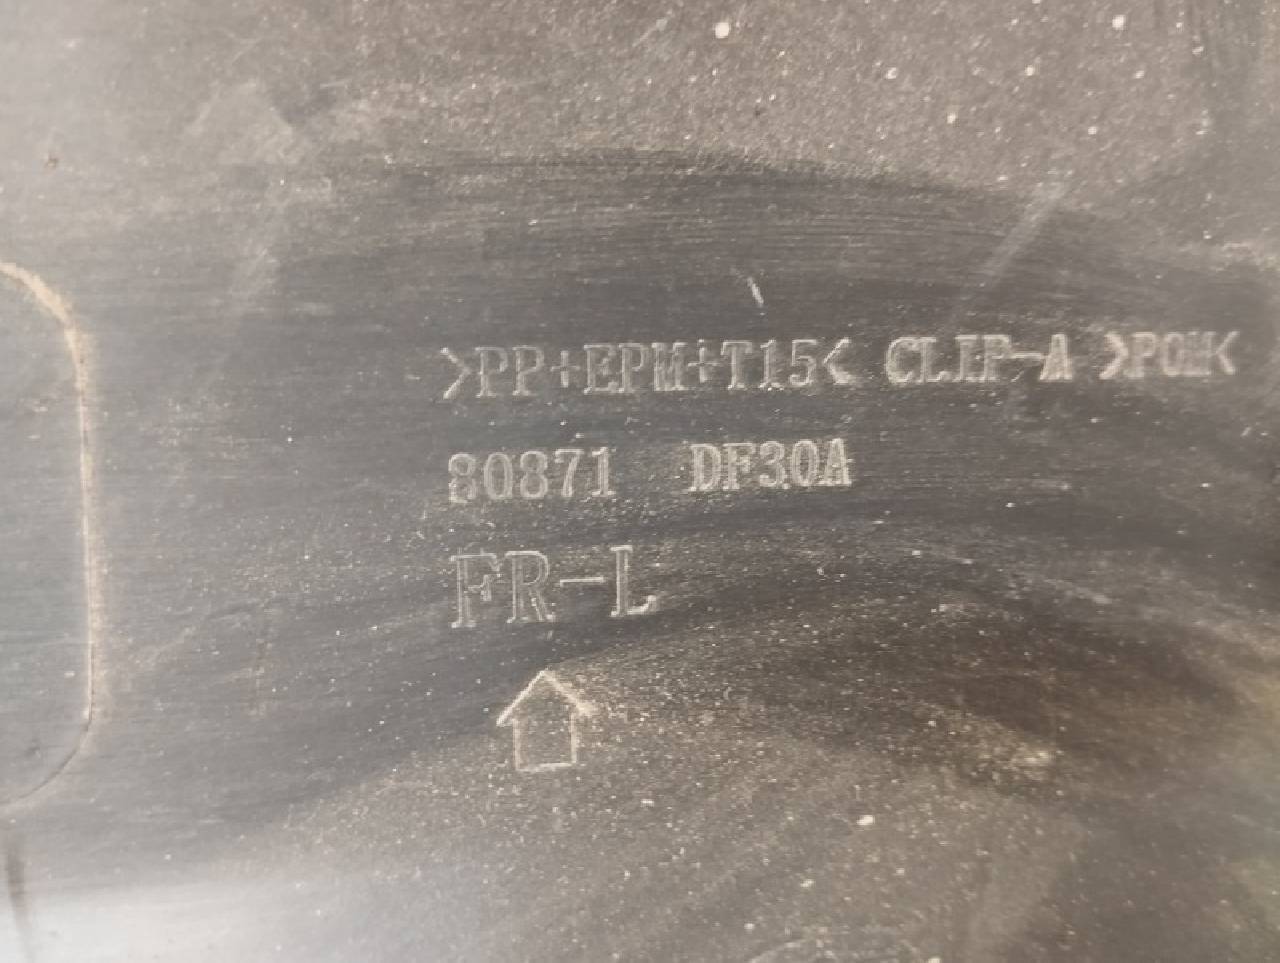 >PP+EPM+T15< CLIP-A >POM<
80871 DF30A
FR-L